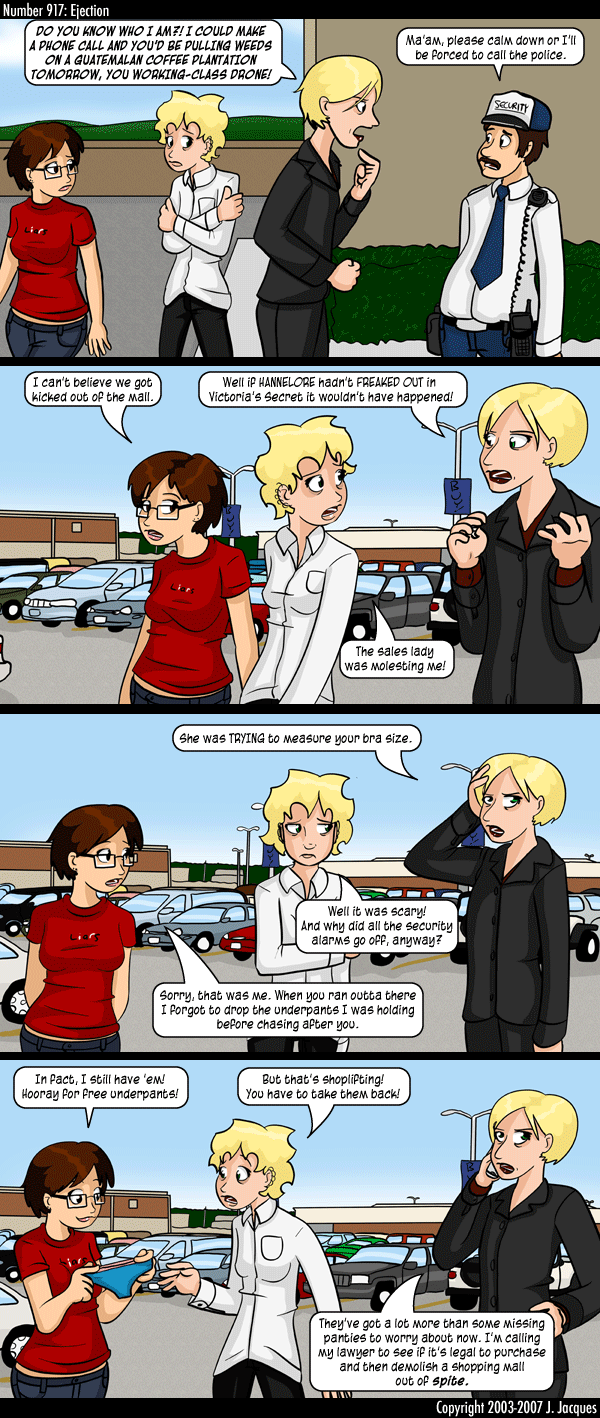 Number 917: Ejection
DO YOU KNOW WHO I AM?! I COULD MAKE
A PHONE CALL AND YOU'D BE PULLING WEEDS
ON A GUATEMALAN COFFEE PLANTATION
TOMORROW, YOU WORKING-CLASS DRONE!
Ma'am, please calm down or I'll
be forced to call the police.
SECURITY
Liars
I can't believe we got
kicked out of the mall.
Well if HANNELORE hadn't FREAKED OUT in
Victoria's Secret it wouldn't have happened!
BUY
BUY
Liars
The sales lady
was molesting me!
She was TRYING to measure your bra size.
Liars
Well it was scary!
And why did all the security
alarms go off, anyway?
Sorry, that was me. When you ran outta there
I forgot to drop the underpants I was holding
before chasing after you.
In fact, I still have 'em!
Hooray for free underpants!
But that's shoplifting!
You have to take them back!
Liars
They've got a lot more than some missing
panties to worry about now. I'm calling
my lawyer to see if it's legal to purchase
and then demolish a shopping mall
out of spite.
Copyright 2003-2007 J. Jacques